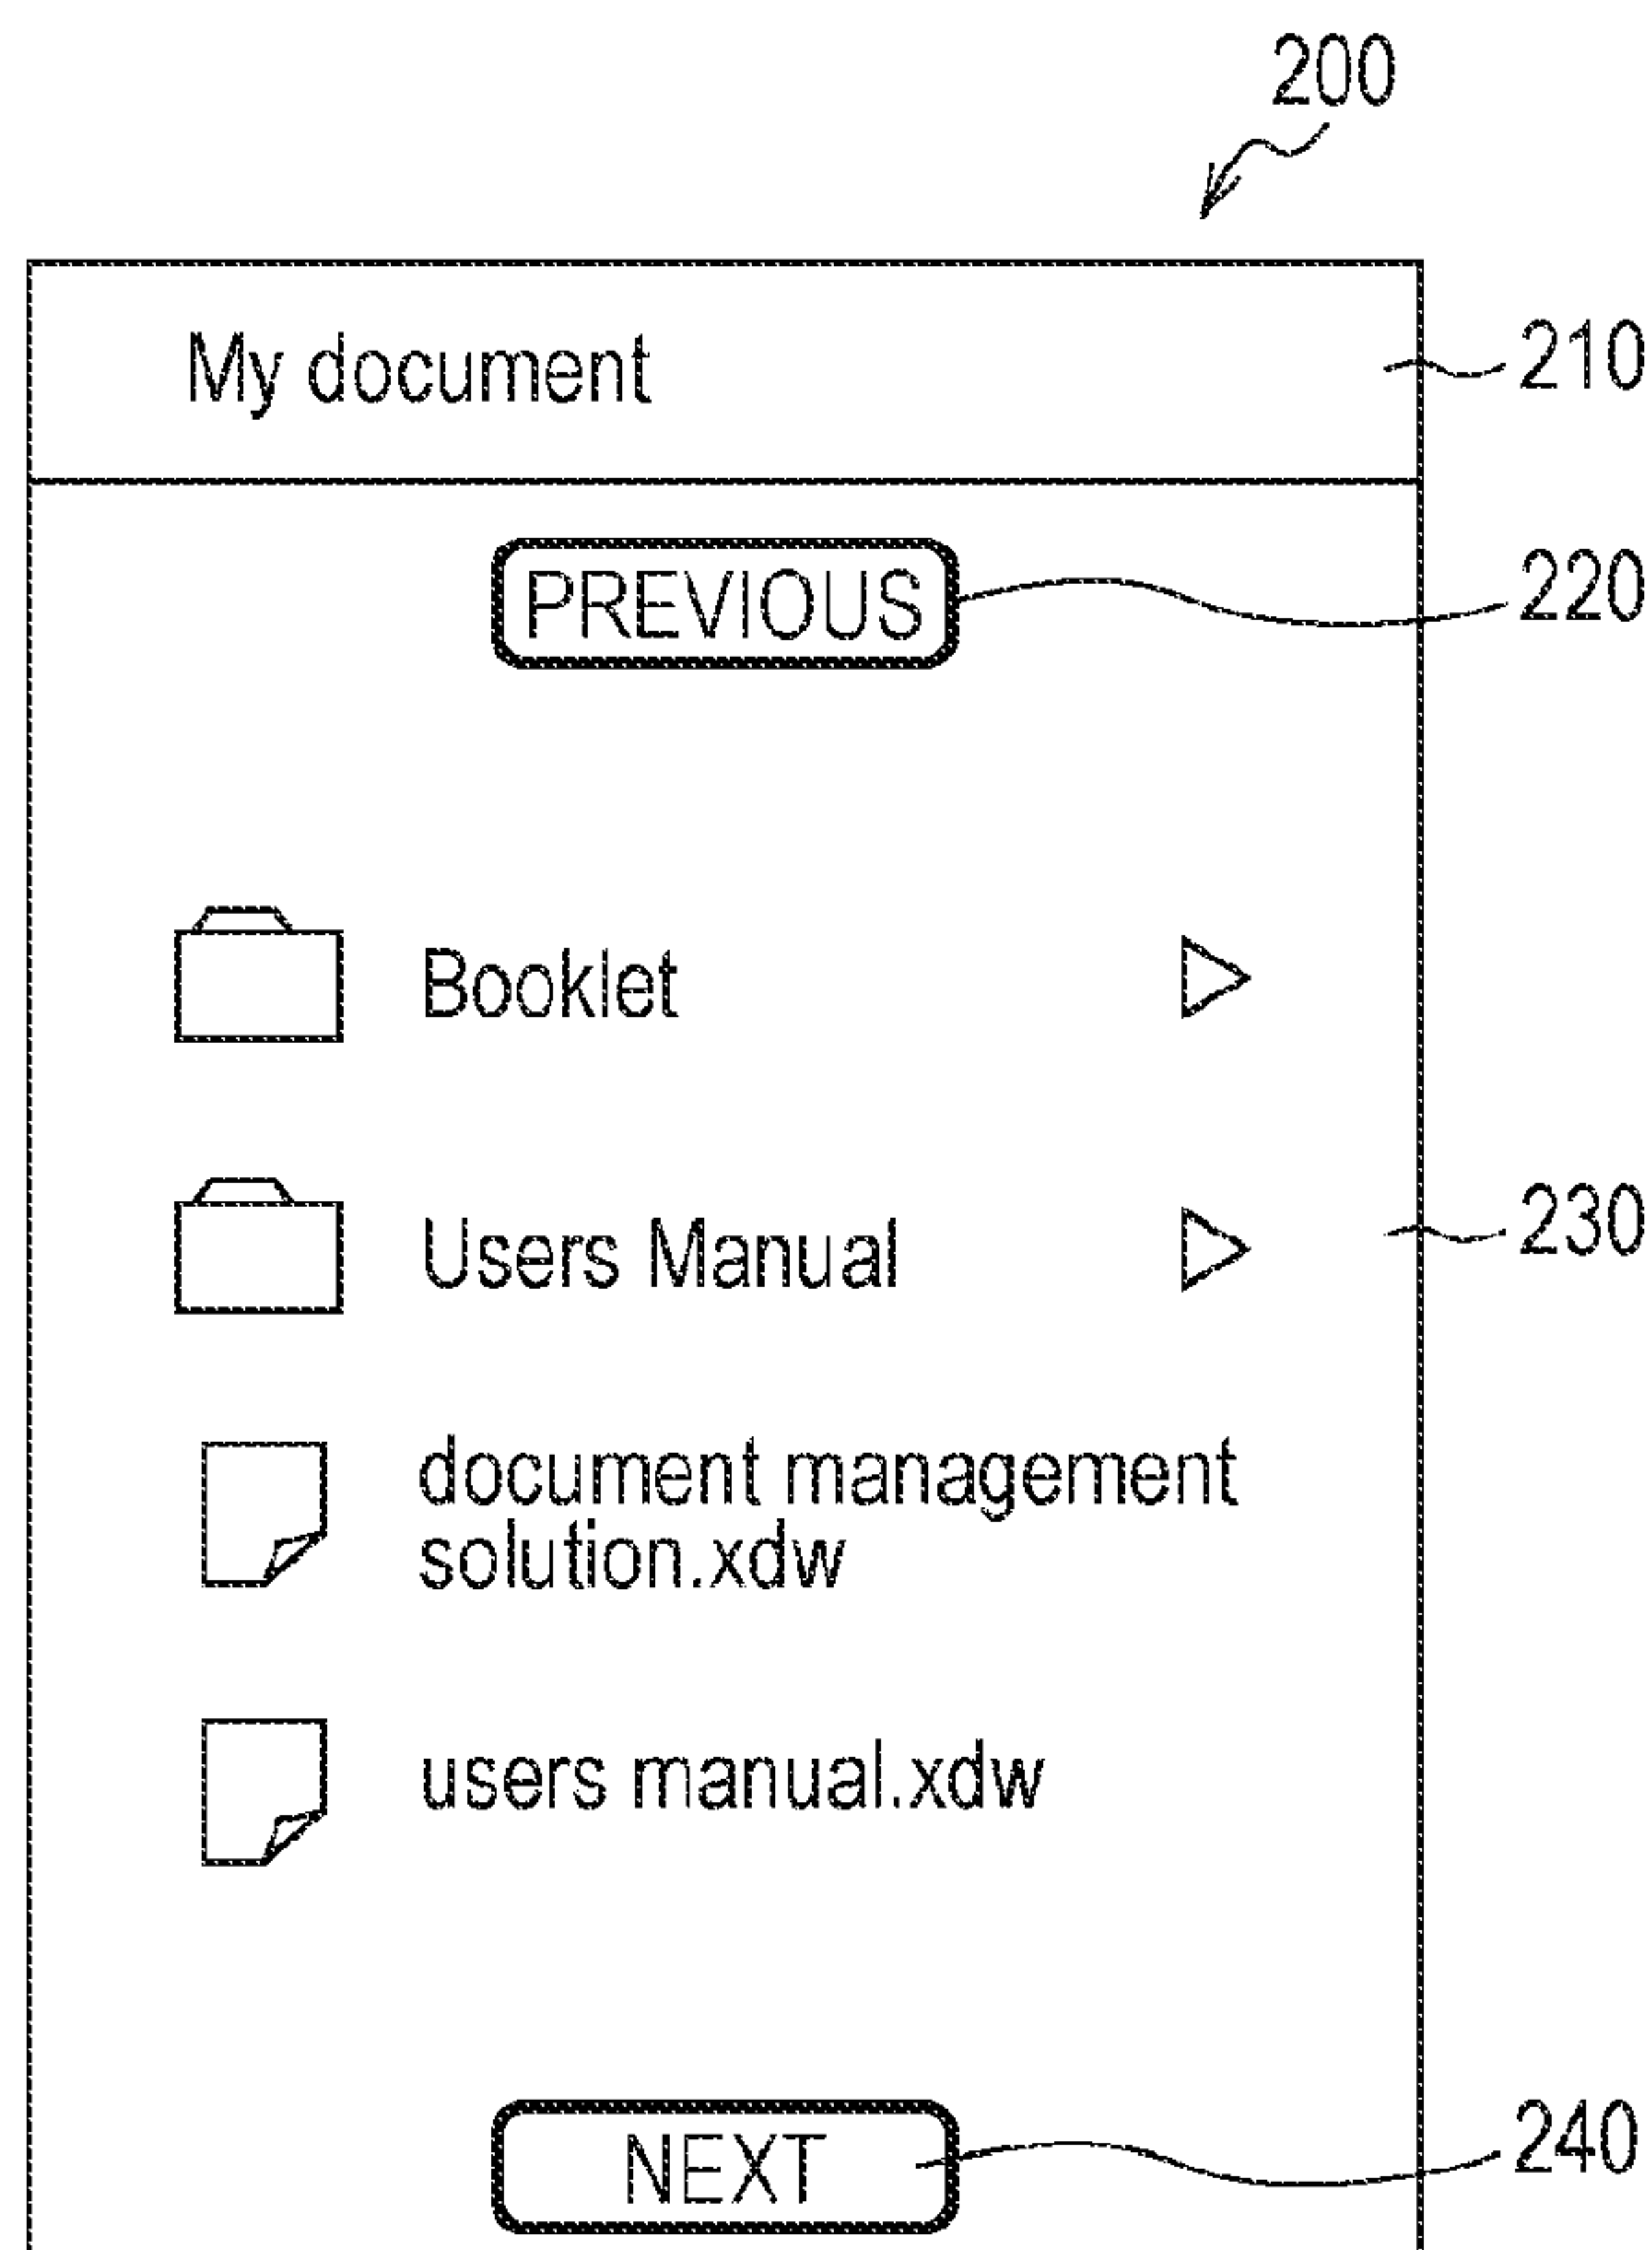 200
My document
210
PREVIOUS
220
Booklet
Users Manual
230
document management
solution.xdw
users manual.xdw
NEXT
240